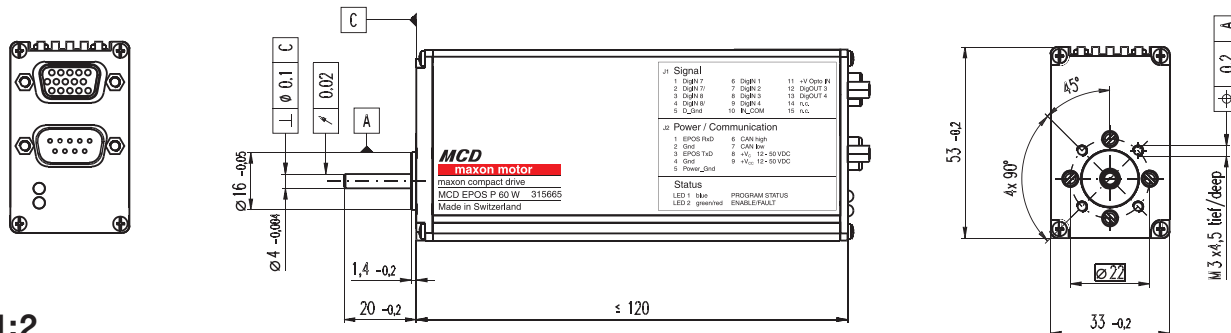 C
⊥ ø 0.1 C
0.02
A
Ø16 -0,05
Ø4 -0,004
1,4 -0,2
20 -0,2
≤ 120
J1 Signal
1 DigIN 7 6 DigIN 1 11 +V Opto IN
2 DigIN 7/ 7 DigIN 2 12 DigOUT 3
3 DigIN 8 8 DigIN 3 13 DigOUT 4
4 DigIN 8/ 9 DigIN 4 14 n.c.
5 D_Gnd 10 IN_COM 15 n.c.
J2 Power / Communication
1 EPOS RxD 6 CAN high
2 Gnd 7 CAN low
3 EPOS TxD 8 +Vc 12 - 50 VDC
4 Gnd 9 +Vcc 12 - 50 VDC
5 Power_Gnd
Status
LED 1 blue PROGRAM STATUS
LED 2 green/red ENABLE/FAULT
MCD
maxon motor
maxon compact drive
MCD EPOS P 60 W 315665
Made in Switzerland
53 -0,2
45°
4x 90°
Ø22
33 -0,2
⌖ 0.2 A
M 3 x4,5 tief/deep
1:2